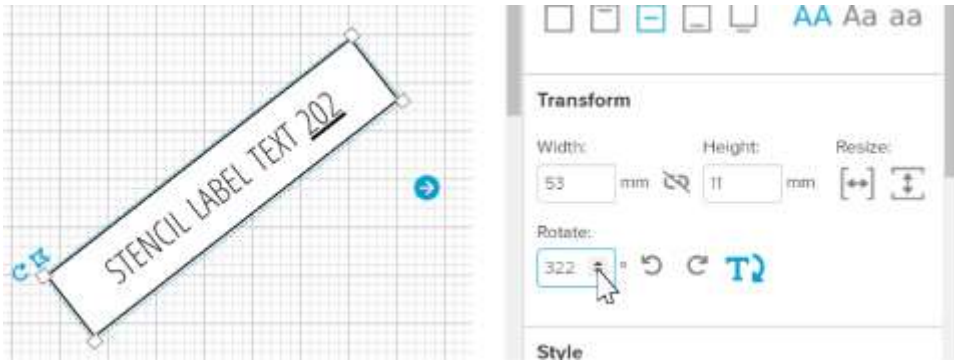 STENCIL LABEL TEXT 202
AA Aa aa
Transform
Width:
Height:
Resize:
53 mm
11 mm
Rotate:
322 °
T
Style